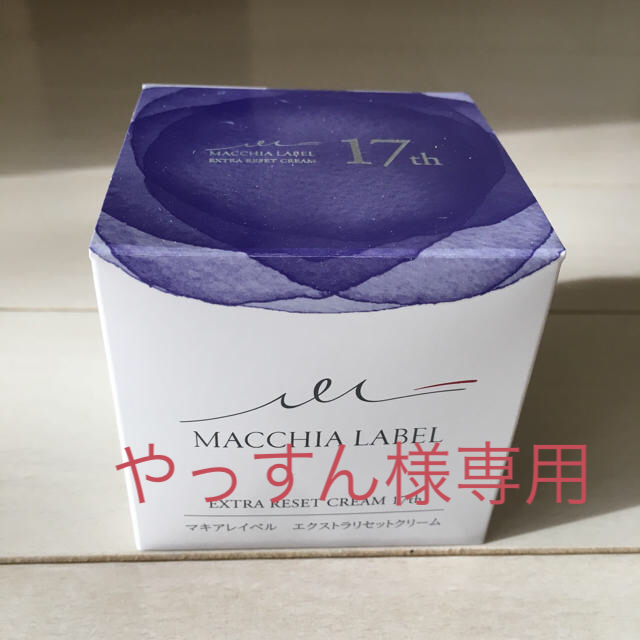 MACCHIA LABEL
EXTRA RESET CREAM
17th
MACCHIA LABEL
やっすん様専用
EXTRA RESET CREAM 17th
マキアレイベル エクストラリセットクリーム